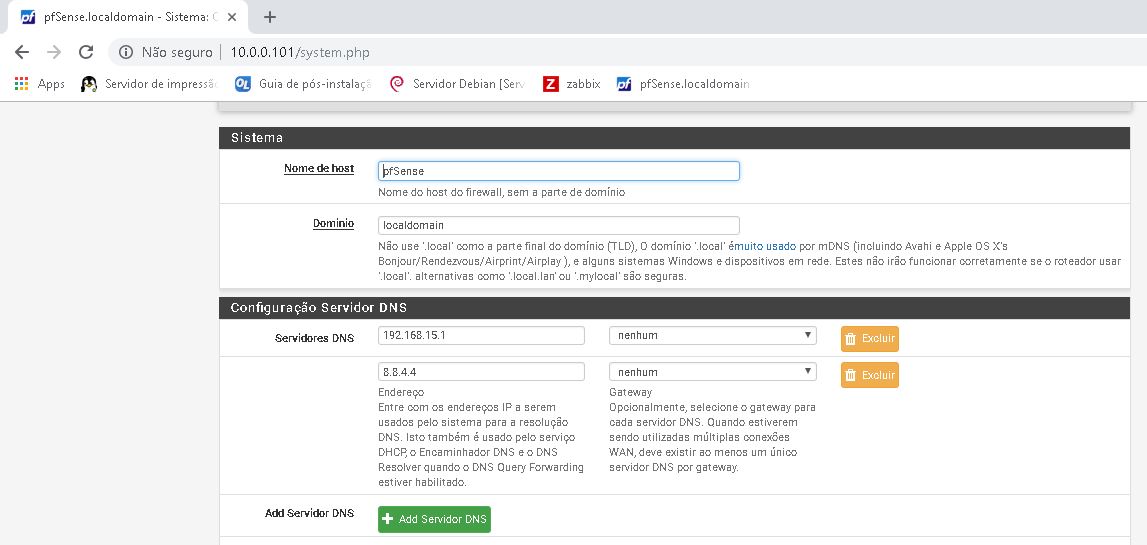 pfSense.localdomain - Sistema: C
Não seguro | 10.0.0.101/system.php
Apps Servidor de impressã Guia de pós-instalaçã Servidor Debian [Serv zabbix pfSense.localdomain
Sistema
Nome de host pfSense
Nome do host do firewall, sem a parte de domínio
Domínio localdomain
Não use '.local' como a parte final do domínio (TLD), O domínio '.local' émuito usado por mDNS (incluindo Avahi e Apple OS X's
Bonjour/Rendezvous/Airprint/Airplay ), e alguns sistemas Windows e dispositivos em rede. Estes não irão funcionar corretamente se o roteador usar
'.local'. alternativas como '.local.lan' ou '.mylocal' são seguras.
Configuração Servidor DNS
Servidores DNS 192.168.15.1 nenhum Excluir
8.8.4.4 nenhum Excluir
Endereço
Entre com os endereços IP a serem
usados pelo sistema para a resolução
DNS. Isto também é usado pelo serviço
DHCP, o Encaminhador DNS e o DNS
Resolver quando o DNS Query Forwarding
estiver habilitado.
Gateway
Opcionalmente, selecione o gateway para
cada servidor DNS. Quando estiverem
sendo utilizadas múltiplas conexões
WAN, deve existir ao menos um único
servidor DNS por gateway.
Add Servidor DNS Add Servidor DNS